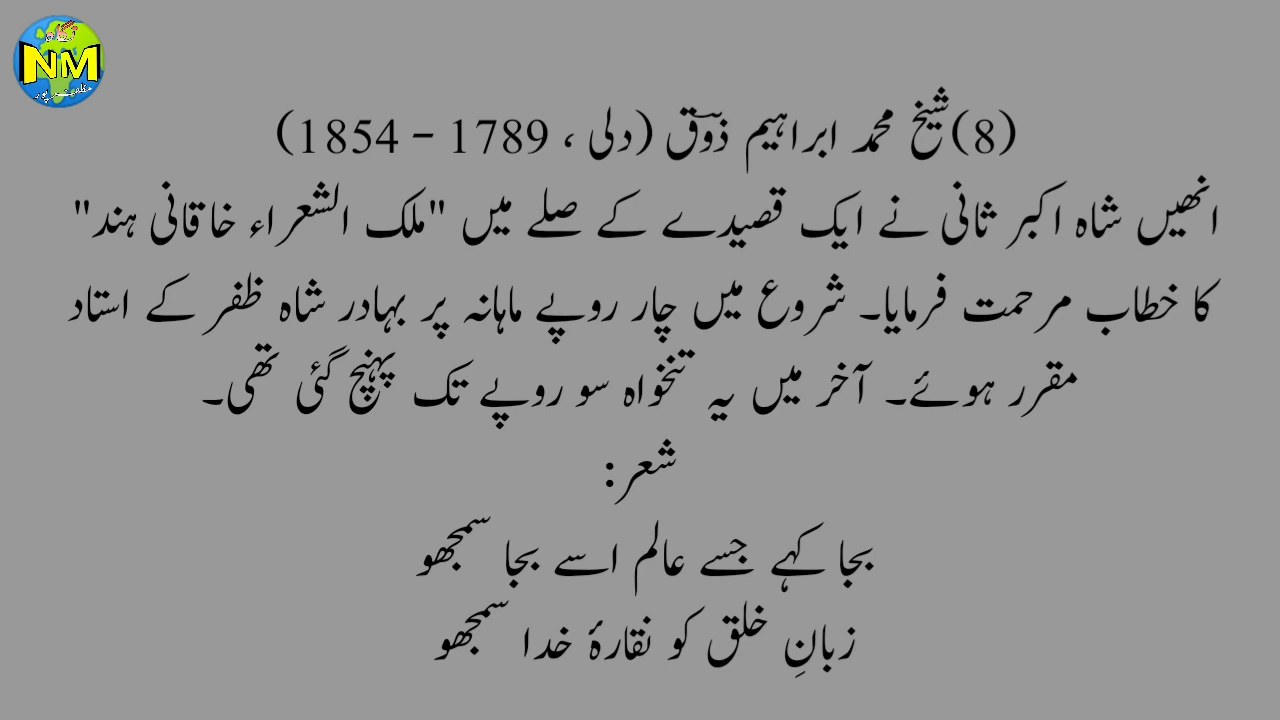 NM
(8)شیخ محمد ابراہیم ذوؔق (دلی ، 1789 - 1854)
انھیں شاہ اکبر ثانی نے ایک قصیدے کے صلے میں "ملک الشعراء خاقانی ہند"
کا خطاب مرحمت فرمایا۔ شروع میں چار روپے ماہانہ پر بہادر شاہ ظفر کے استاد
مقرر ہوئے۔ آخر میں یہ تنخواہ سو روپے تک پہنچ گئی تھی۔
شعر:
بجا کہے جسے عالم اسے بجا سمجھو
زبانِ خلق کو نقارۂ خدا سمجھو